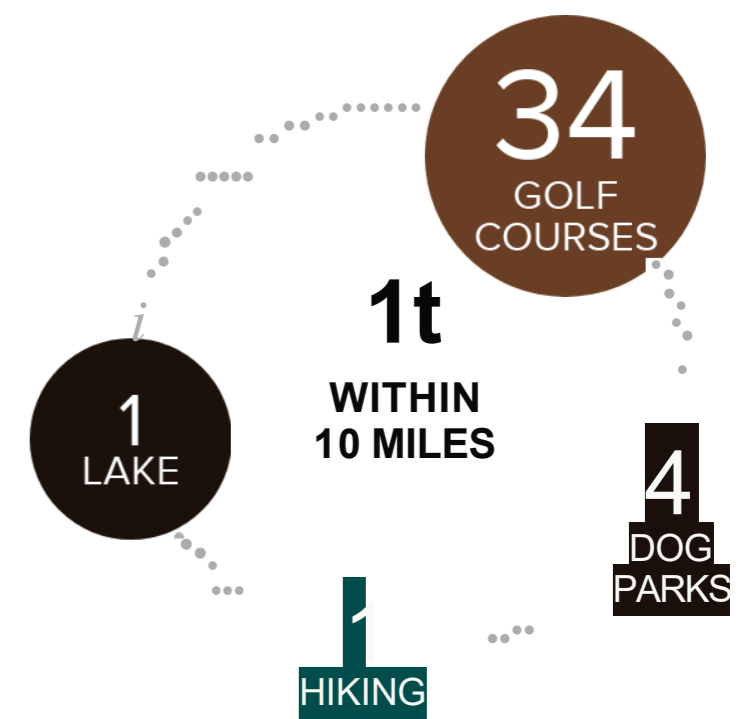 34
GOLF
COURSES
i
1t
WITHIN
10 MILES
1
LAKE
4
DOG
PARKS
1
HIKING